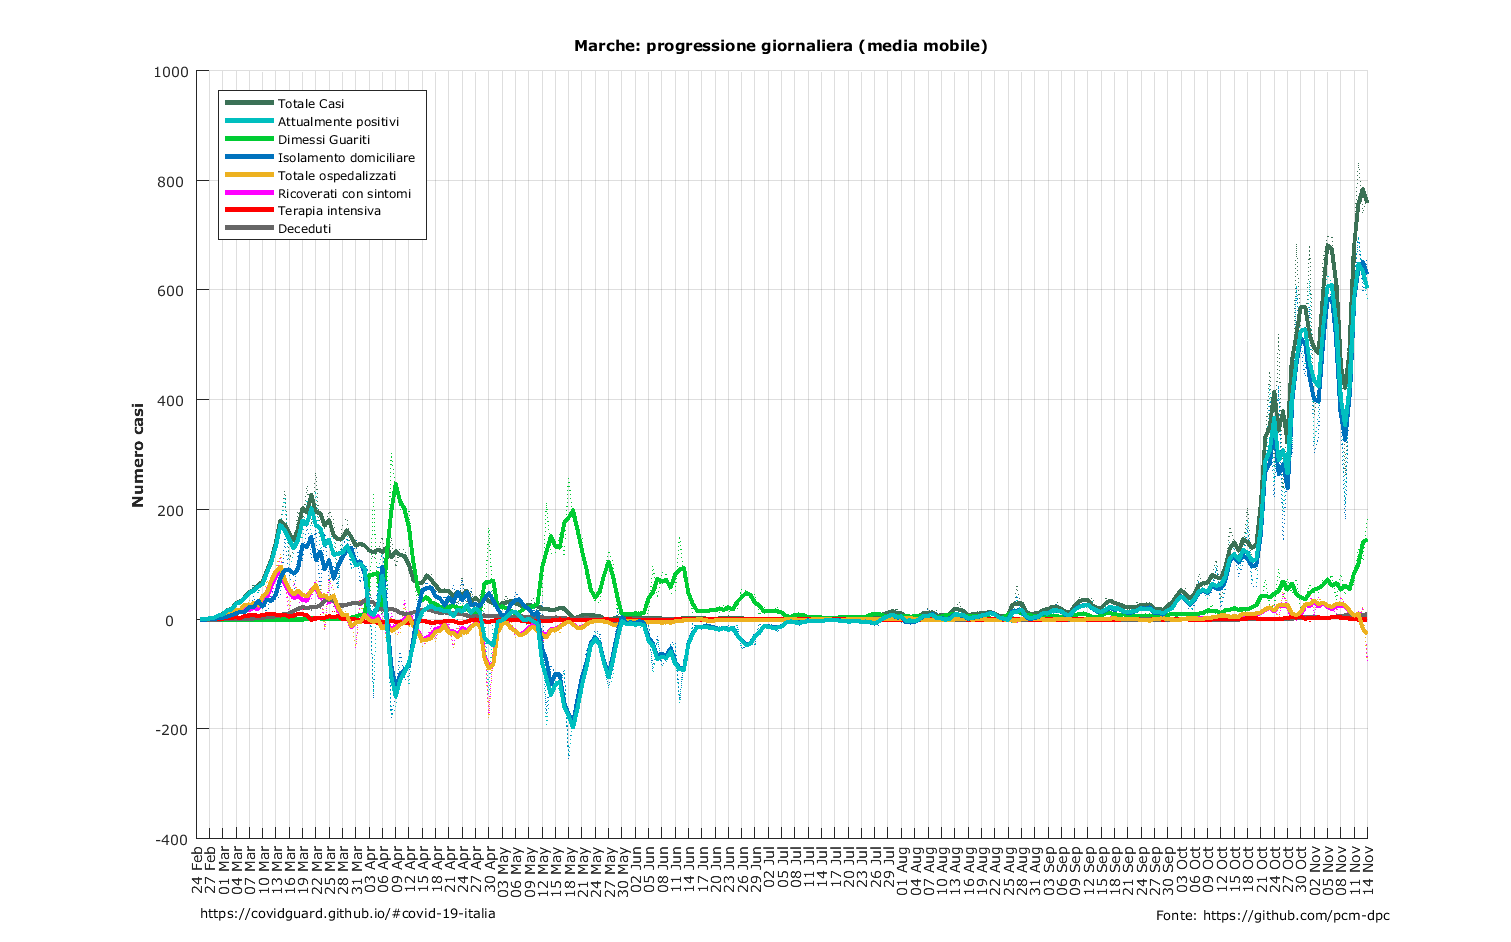 Marche: progressione giornaliera (media mobile)
1000
800
600
400
200
0
-200
-400
Numero casi
Totale Casi
Attualmente positivi
Dimessi Guariti
Isolamento domiciliare
Totale ospedalizzati
Ricoverati con sintomi
Terapia intensiva
Deceduti
24 Feb
27 Feb
01 Mar
04 Mar
07 Mar
10 Mar
13 Mar
16 Mar
19 Mar
22 Mar
25 Mar
28 Mar
31 Mar
03 Apr
06 Apr
09 Apr
12 Apr
15 Apr
18 Apr
21 Apr
24 Apr
27 Apr
30 Apr
03 May
06 May
09 May
12 May
15 May
18 May
21 May
24 May
27 May
30 May
02 Jun
05 Jun
08 Jun
11 Jun
14 Jun
17 Jun
20 Jun
23 Jun
26 Jun
29 Jun
02 Jul
05 Jul
08 Jul
11 Jul
14 Jul
17 Jul
20 Jul
23 Jul
26 Jul
29 Jul
01 Aug
04 Aug
07 Aug
10 Aug
13 Aug
16 Aug
19 Aug
22 Aug
25 Aug
28 Aug
31 Aug
03 Sep
06 Sep
09 Sep
12 Sep
15 Sep
18 Sep
21 Sep
24 Sep
27 Sep
30 Sep
03 Oct
06 Oct
09 Oct
12 Oct
15 Oct
18 Oct
21 Oct
24 Oct
27 Oct
30 Oct
02 Nov
05 Nov
08 Nov
11 Nov
14 Nov
https://covidguard.github.io/#covid-19-italia
Fonte: https://github.com/pcm-dpc